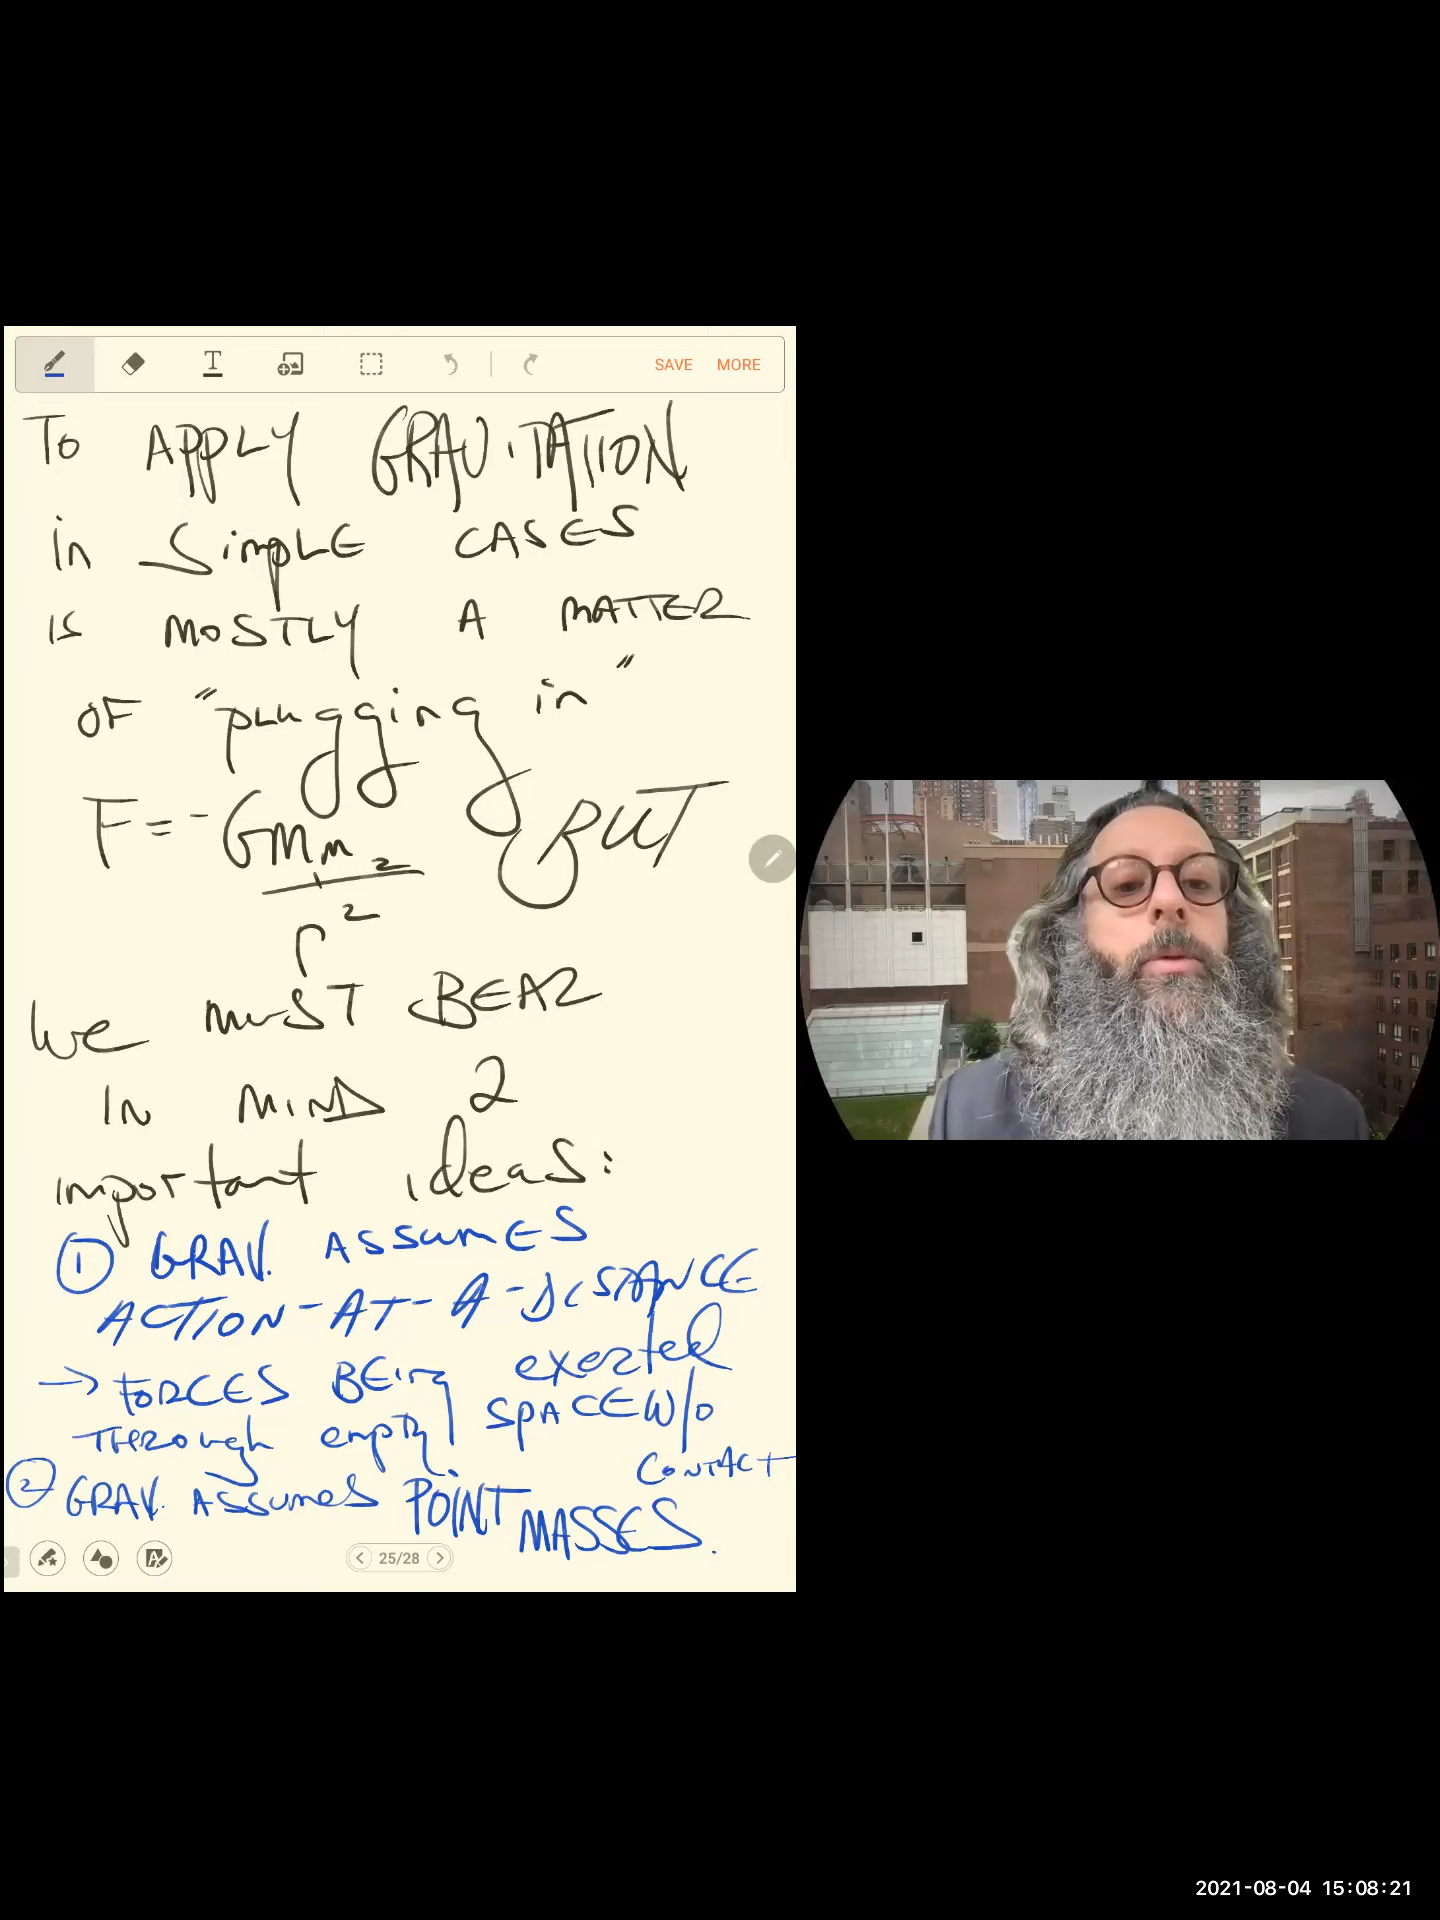 T
SAVE MORE
To APPLY GRAVITATION
in SimpLE CASES
is MOSTLY A MATTER
OF "plugging in"
F = -Gm₁m₂ BUT
r²
We must BEAR
IN MIND 2
important ideas:
① GRAV. ASSUMES
ACTION-AT-A-DISTANCE
→ FORCES BEing exerted
THrough empty SPACE W/O
CONTACT
② GRAV. ASSUMES POINT MASSES.
A
< 25/28 >
2021-08-04 15:08:21